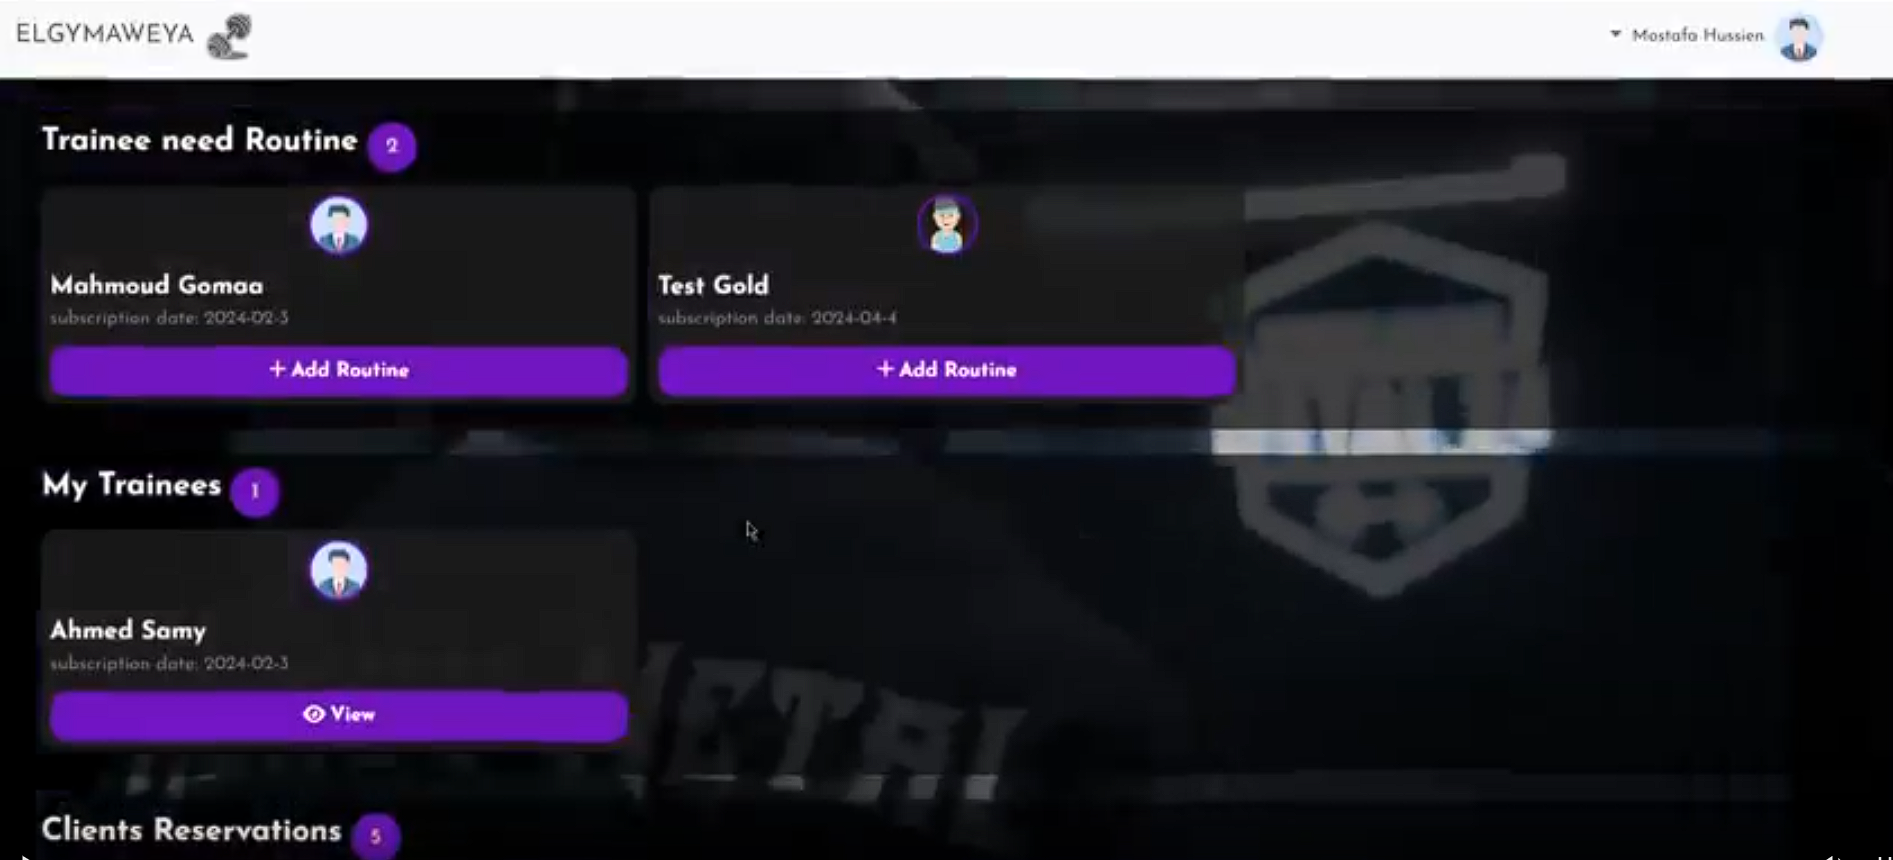 ELGYMAWEYA
Mostafa Hussien
Trainee need Routine 2
Mahmoud Gomaa
subscription date: 2024-02-3
+ Add Routine
Test Gold
subscription date: 2024-04-4
+ Add Routine
My Trainees 1
Ahmed Samy
subscription date: 2024-02-3
View
Clients Reservations 5